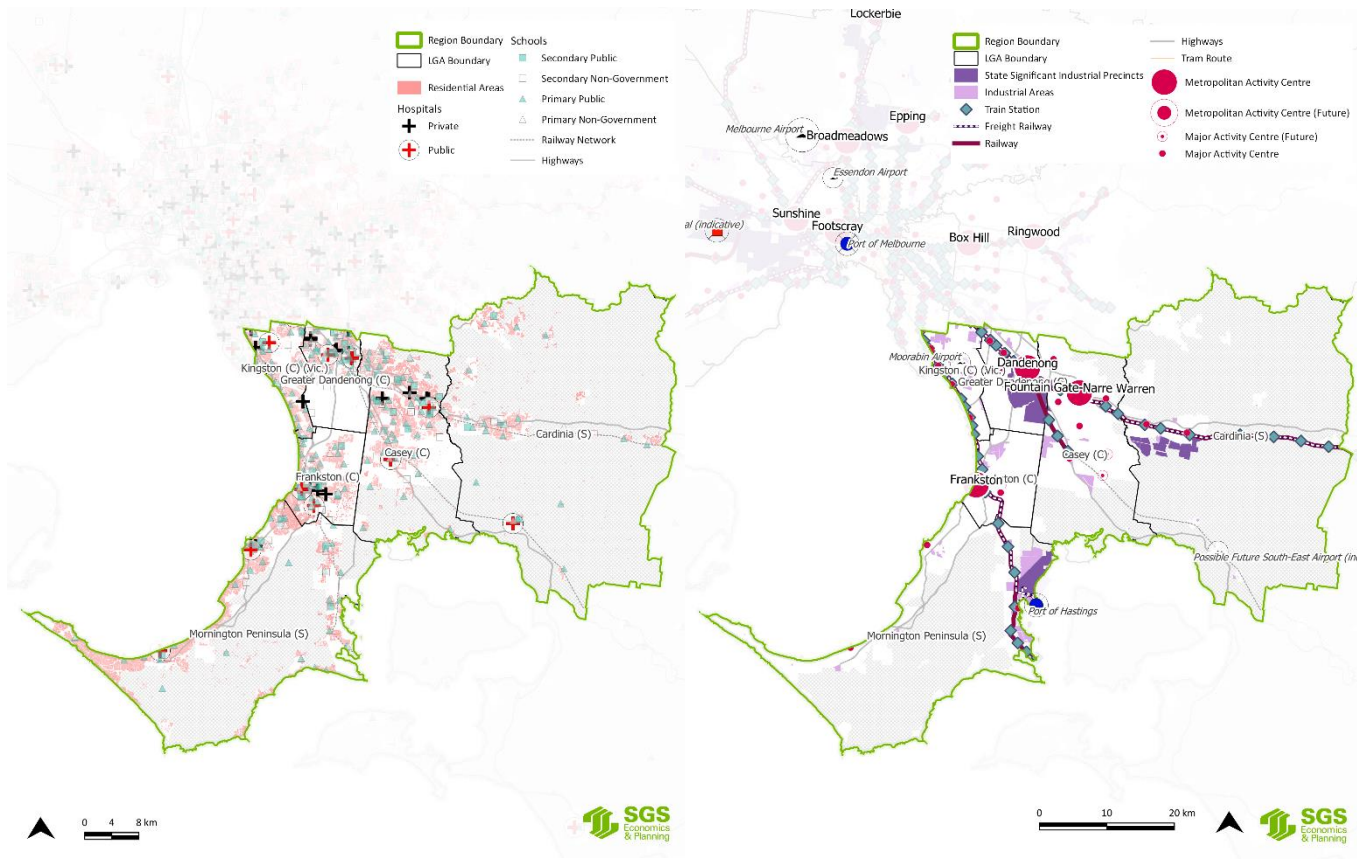 Region Boundary
LGA Boundary
Residential Areas
Hospitals
Private
Public
Schools
Secondary Public
Secondary Non-Government
Primary Public
Primary Non-Government
Railway Network
Highways
Kingston (C) (Vic.)
Greater Dandenong (C)
Cardinia (S)
Casey (C)
Frankston (C)
Mornington Peninsula (S)
0 4 8 km
SGS
Economics
& Planning
Lockerbie
Region Boundary
LGA Boundary
State Significant Industrial Precincts
Industrial Areas
Train Station
Freight Railway
Railway
Highways
Tram Route
Metropolitan Activity Centre
Metropolitan Activity Centre (Future)
Major Activity Centre (Future)
Major Activity Centre
Epping
Melbourne Airport
Broadmeadows
Essendon Airport
Sunshine
Footscray
al (indicative)
Port of Melbourne
Box Hill
Ringwood
Moorabin Airport
Dandenong
Kingston (C) (Vic.)
Greater Dandenong (C)
Fountain Gate-Narre Warren
Cardinia (S)
Casey (C)
Frankston
ton (C)
Possible Future South-East Airport (in
Port of Hastings
Mornington Peninsula (S)
0 10 20 km
SGS
Economics
& Planning